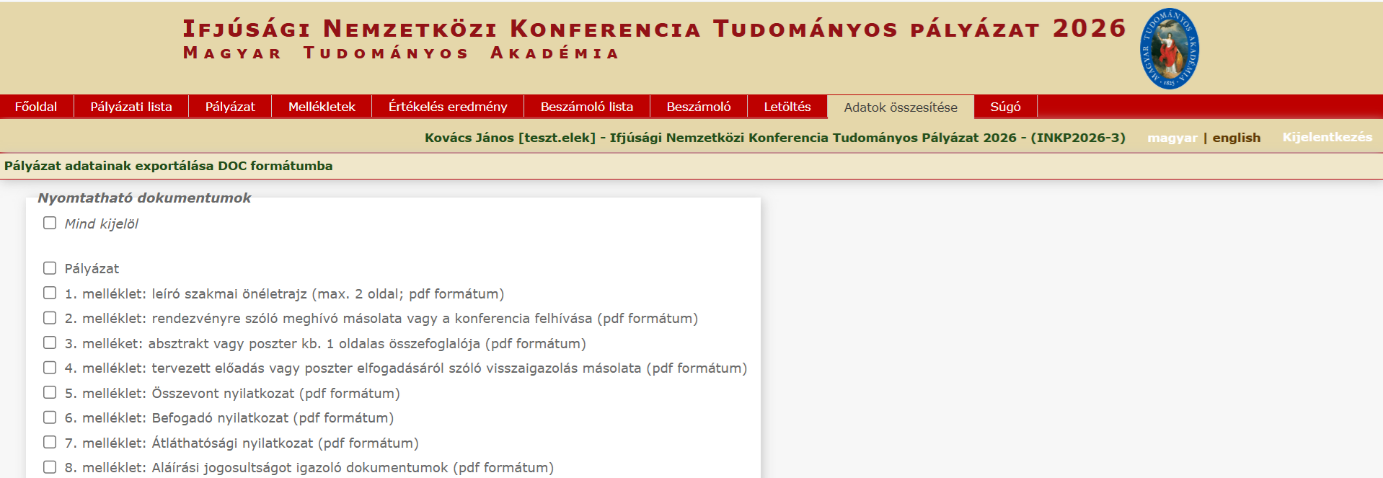 Ifjúsági Nemzetközi Konferencia Tudományos pályázat 2026
Magyar Tudományos Akadémia
MAGYAR TUDOMÁNYOS AKADÉMIA
1825
Főoldal
Pályázati lista
Pályázat
Mellékletek
Értékelés eredmény
Beszámoló lista
Beszámoló
Letöltés
Adatok összesítése
Súgó
Kovács János [teszt.elek] - Ifjúsági Nemzetközi Konferencia Tudományos Pályázat 2026 - (INKP2026-3)
magyar | english
Kijelentkezés
Pályázat adatainak exportálása DOC formátumba
Nyomtatható dokumentumok
Mind kijelöl
Pályázat
1. melléklet: leíró szakmai önéletrajz (max. 2 oldal; pdf formátum)
2. melléklet: rendezvényre szóló meghívó másolata vagy a konferencia felhívása (pdf formátum)
3. melléket: absztrakt vagy poszter kb. 1 oldalas összefoglalója (pdf formátum)
4. melléklet: tervezett előadás vagy poszter elfogadásáról szóló visszaigazolás másolata (pdf formátum)
5. melléklet: Összevont nyilatkozat (pdf formátum)
6. melléklet: Befogadó nyilatkozat (pdf formátum)
7. melléklet: Átláthatósági nyilatkozat (pdf formátum)
8. melléklet: Aláírási jogosultságot igazoló dokumentumok (pdf formátum)